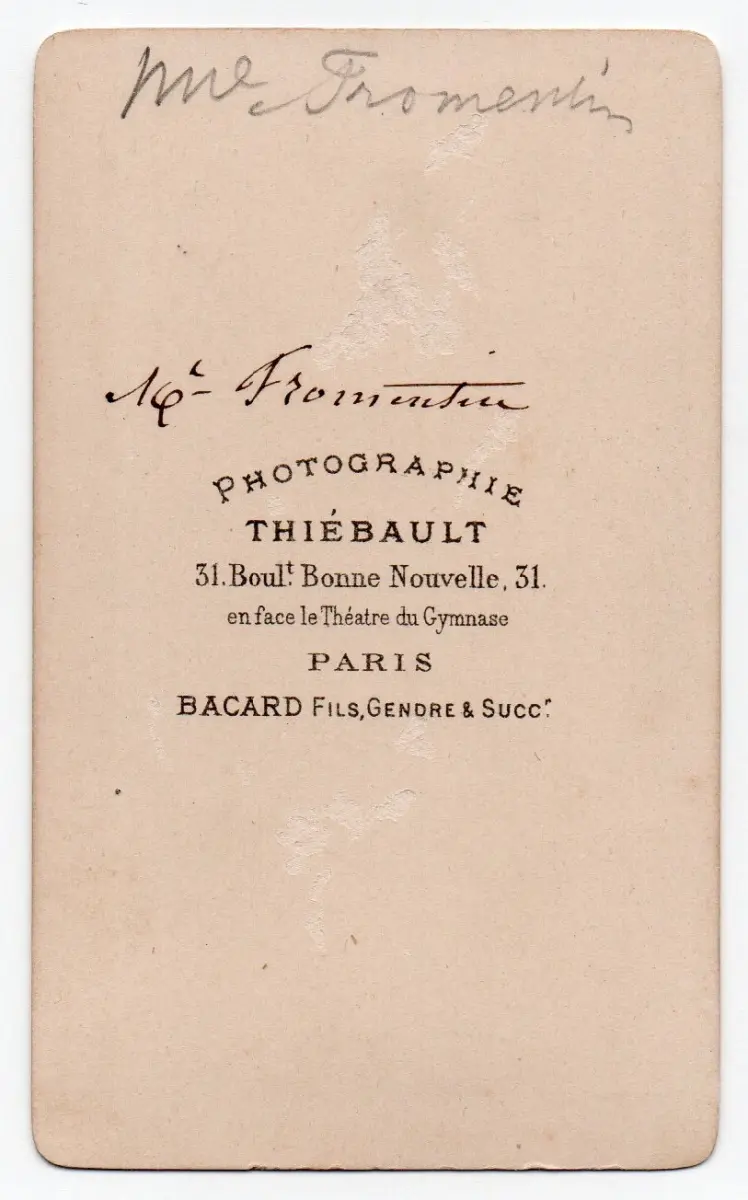 Mme Fromentin
Mr Fromentin
PHOTOGRAPHIE
THIÉBAULT
31. Boult. Bonne Nouvelle, 31.
en face le Théatre du Gymnase
PARIS
BACARD FILS, GENDRE & SUCCr.